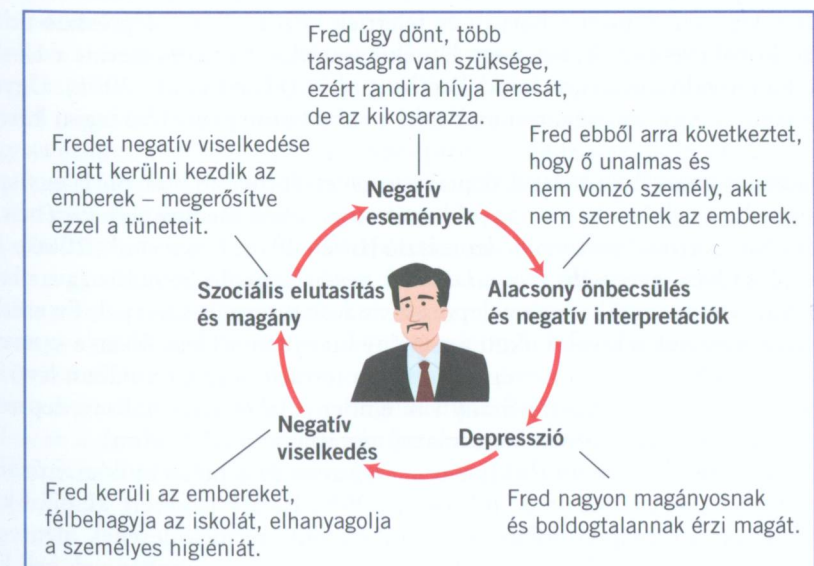 Fred úgy dönt, több
társaságra van szüksége,
ezért randira hívja Teresát,
de az kikosarazza.
Negatív
események
Fred ebből arra következtet,
hogy ő unalmas és
nem vonzó személy, akit
nem szeretnek az emberek.
Alacsony önbecsülés
és negatív interpretációk
Depresszió
Fred nagyon magányosnak
és boldogtalannak érzi magát.
Negatív
viselkedés
Fred kerüli az embereket,
félbehagyja az iskolát, elhanyagolja
a személyes higiéniát.
Szociális elutasítás
és magány
Fredet negatív viselkedése
miatt kerülni kezdik az
emberek – megerősítve
ezzel a tüneteit.